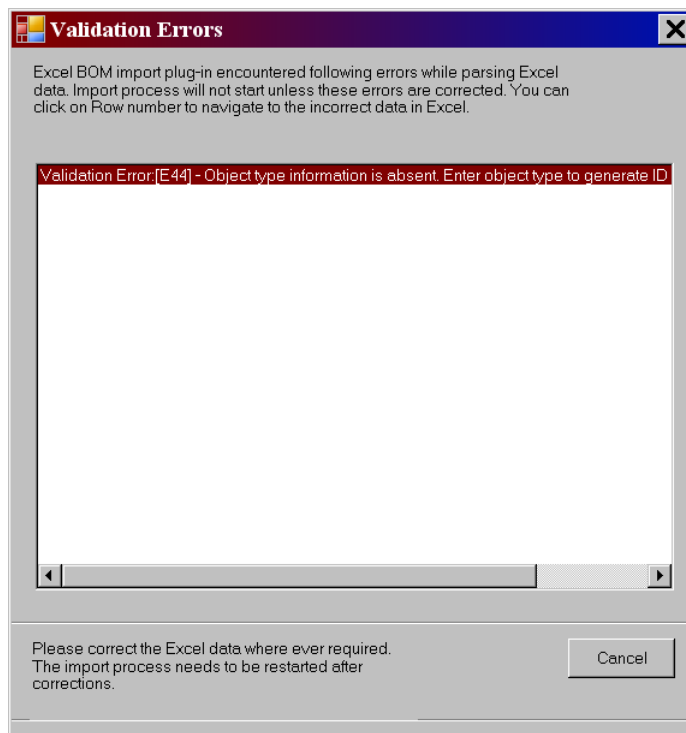 Validation Errors
Excel BOM import plug-in encountered following errors while parsing Excel
data. Import process will not start unless these errors are corrected. You can
click on Row number to navigate to the incorrect data in Excel.
Validation Error:[E44] - Object type information is absent. Enter object type to generate ID
Please correct the Excel data where ever required.
The import process needs to be restarted after
corrections.
Cancel